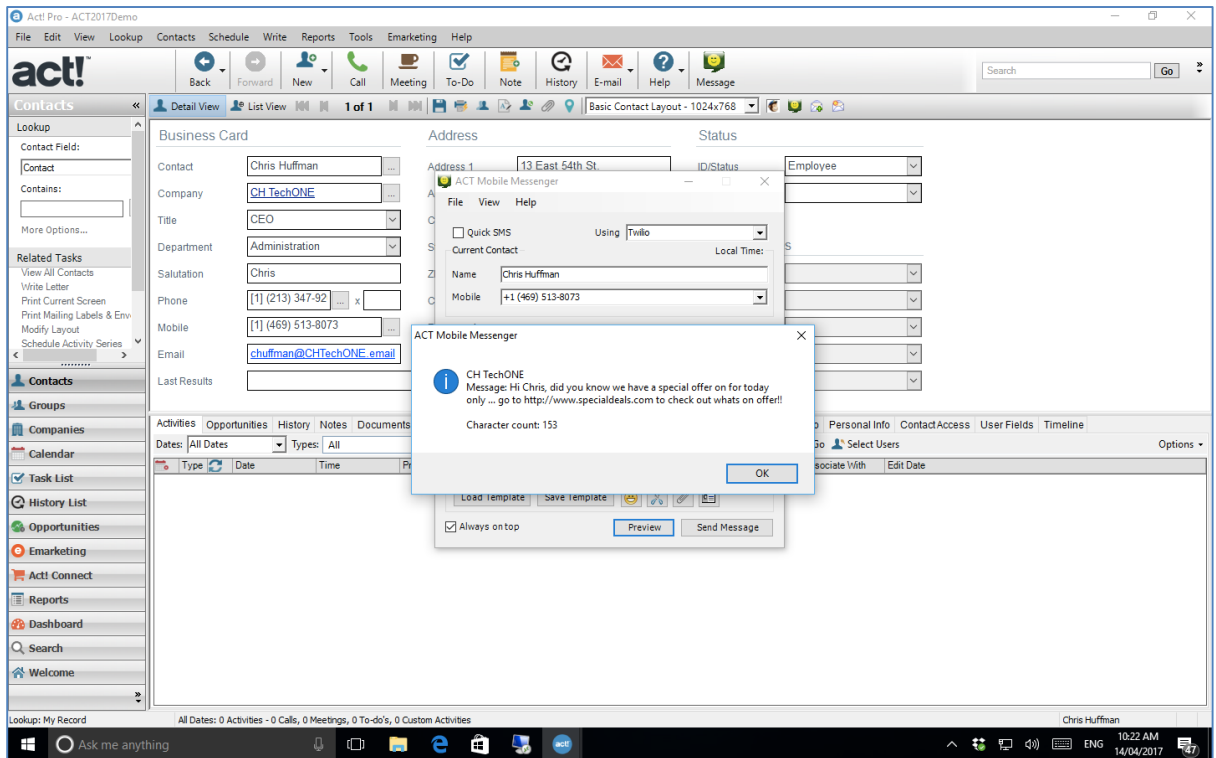 Act! Pro - ACT2017Demo
File Edit View Lookup Contacts Schedule Write Reports Tools Emarketing Help
act!
Back Forward New Call Meeting To-Do Note History E-mail Help Message
Search Go
Contacts «
Detail View List View 1 of 1 Basic Contact Layout - 1024x768
Lookup
Contact Field:
Contact
Contains:
More Options...
Related Tasks
View All Contacts
Write Letter
Print Current Screen
Print Mailing Labels & Env
Modify Layout
Schedule Activity Series
Contacts
Groups
Companies
Calendar
Task List
History List
Opportunities
Emarketing
Act! Connect
Reports
Dashboard
Search
Welcome
Business Card
Contact Chris Huffman ...
Company CH TechONE ...
Title CEO
Department Administration
Salutation Chris
Phone [1] (213) 347-92 ... x
Mobile [1] (469) 513-8073 ...
Email chuffman@CHTechONE.email
Last Results
Address
Address 1 13 East 54th St.
Status
ID/Status Employee
ACT Mobile Messenger
File View Help
Quick SMS Using Twilio
Current Contact Local Time:
Name Chris Huffman
Mobile +1 (469) 513-8073
ACT Mobile Messenger
CH TechONE
Message: Hi Chris, did you know we have a special offer on for today
only ... go to http://www.specialdeals.com to check out whats on offer!!
Character count: 153
OK
Load Template Save Template
Always on top Preview Send Message
Activities Opportunities History Notes Documents Personal Info Contact Access User Fields Timeline
Dates: All Dates Types: All Select Users Options
Type Date Time Associate With Edit Date
Lookup: My Record All Dates: 0 Activities - 0 Calls, 0 Meetings, 0 To-do's, 0 Custom Activities Chris Huffman
Ask me anything act! ENG 10:22 AM
14/04/2017 47